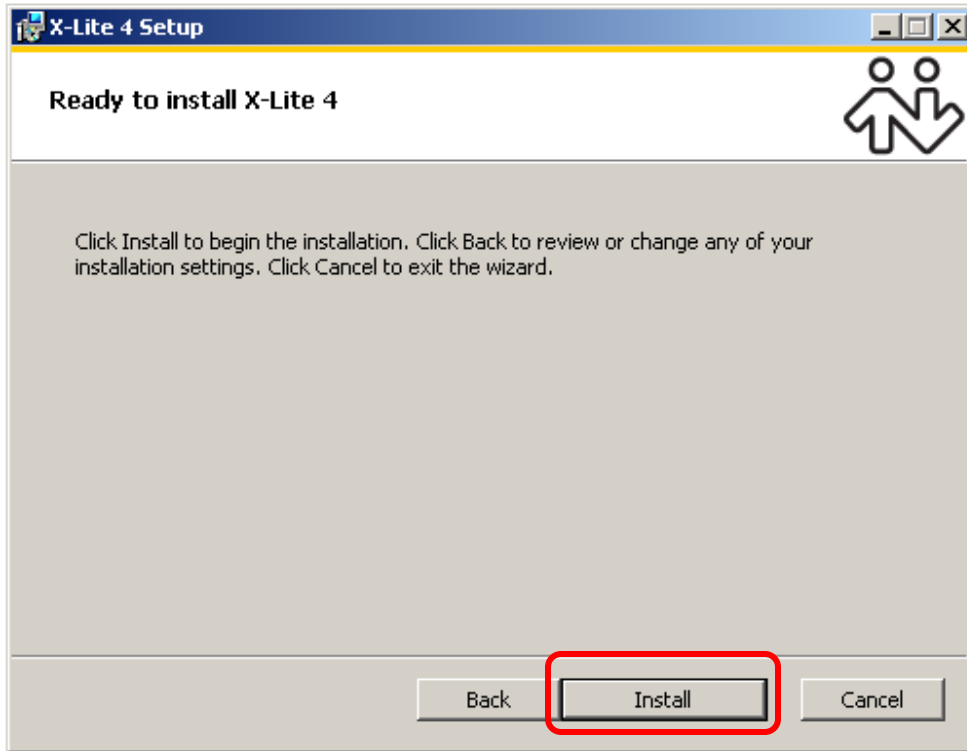 X-Lite 4 Setup
Ready to install X-Lite 4
Click Install to begin the installation. Click Back to review or change any of your
installation settings. Click Cancel to exit the wizard.
Back Install Cancel